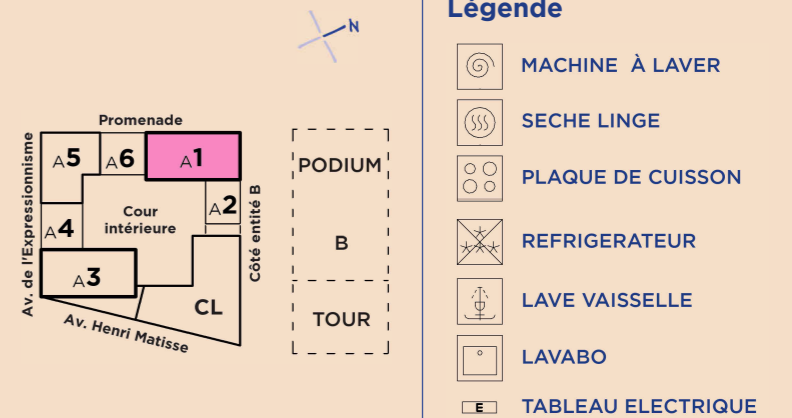 N
Promenade
A5
A6
A1
Av. de l'Expressionnisme
Cour
intérieure
A2
Côté entité B
A4
A3
CL
Av. Henri Matisse
PODIUM
B
TOUR
Légende
MACHINE À LAVER
SECHE LINGE
PLAQUE DE CUISSON
REFRIGERATEUR
LAVE VAISSELLE
LAVABO
E TABLEAU ELECTRIQUE